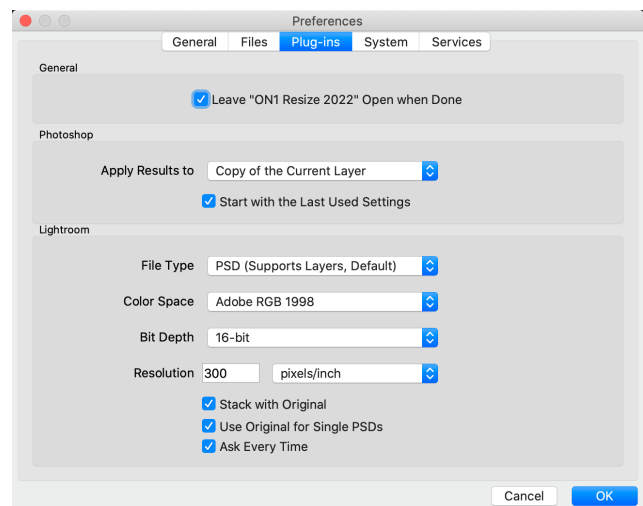 Preferences
General Files Plug-ins System Services
General
Leave "ON1 Resize 2022" Open when Done
Photoshop
Apply Results to Copy of the Current Layer
Start with the Last Used Settings
Lightroom
File Type PSD (Supports Layers, Default)
Color Space Adobe RGB 1998
Bit Depth 16-bit
Resolution 300 pixels/inch
Stack with Original
Use Original for Single PSDs
Ask Every Time
Cancel OK